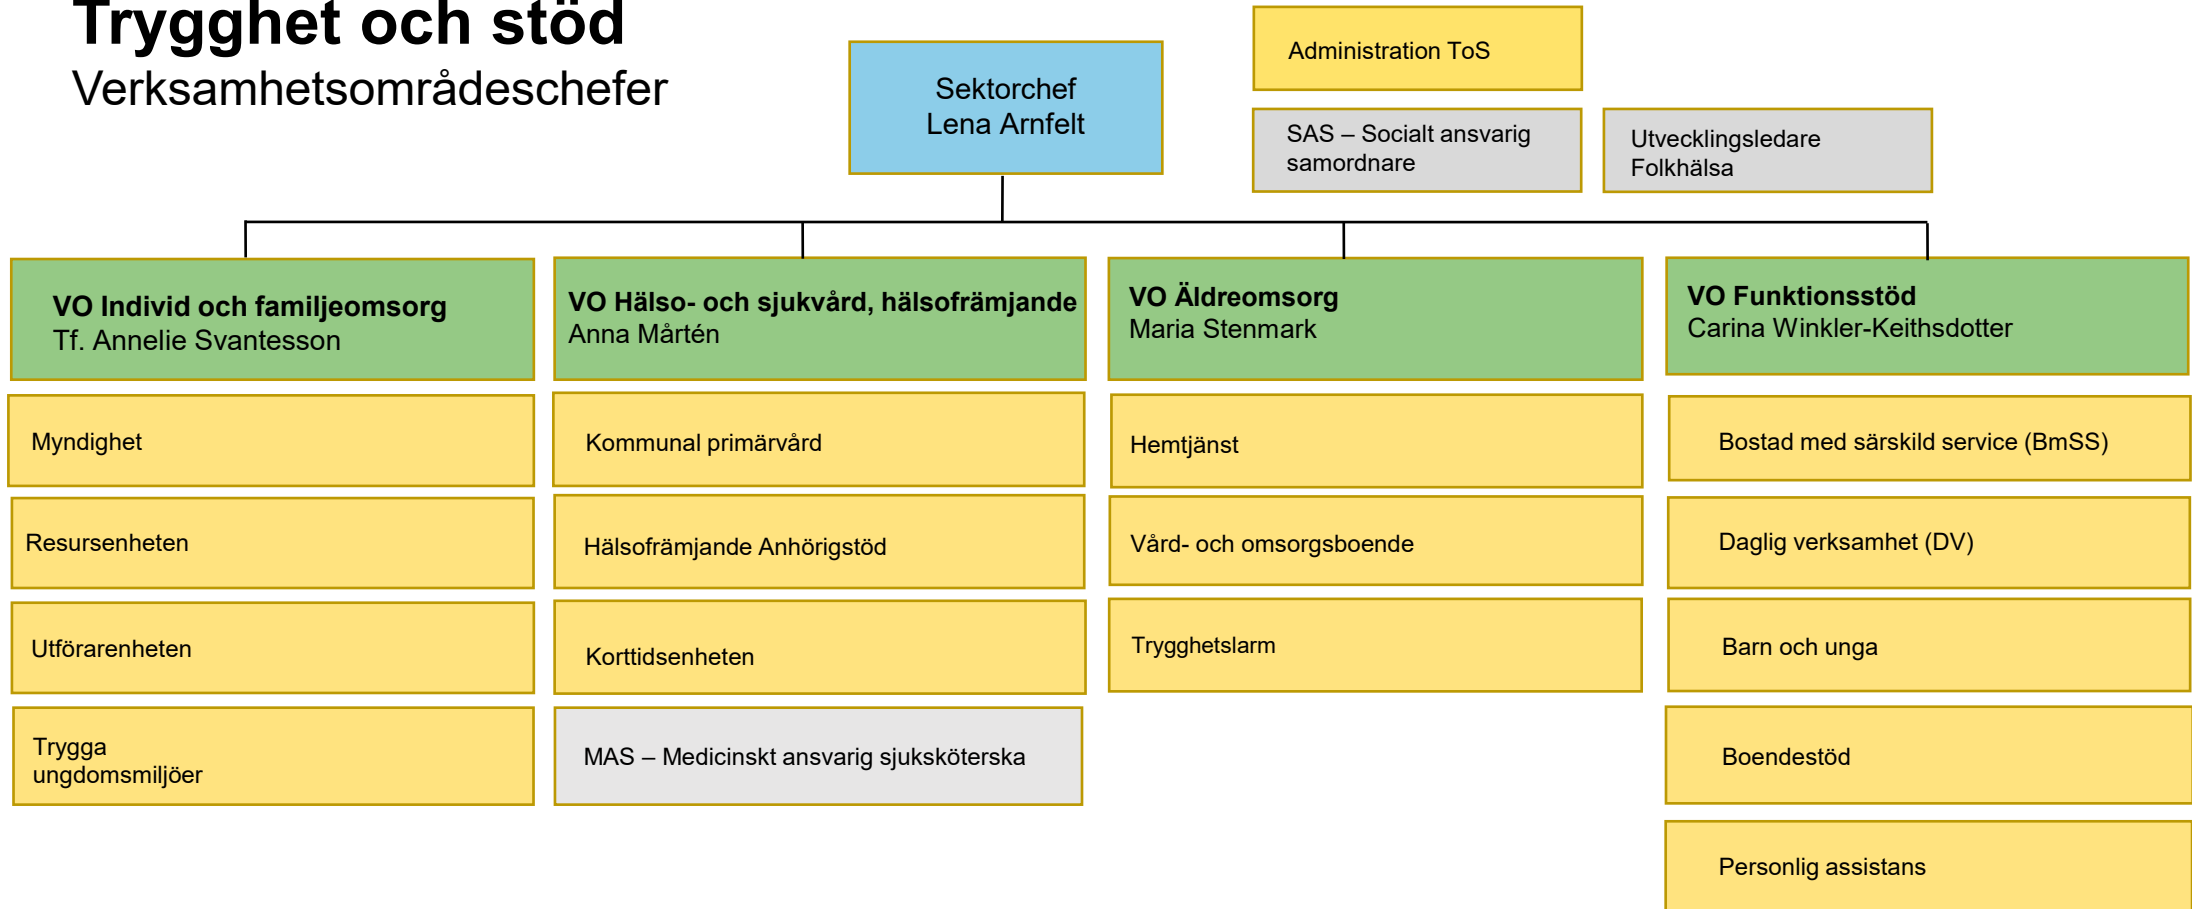 Trygghet och stöd
Verksamhetsområdeschefer
Sektorchef
Lena Arnfelt
Administration ToS
SAS – Socialt ansvarig
samordnare
Utvecklingsledare
Folkhälsa
VO Individ och familjeomsorg
Tf. Annelie Svantesson
Myndighet
Resursenheten
Utförarenheten
Trygga
ungdomsmiljöer
VO Hälso- och sjukvård, hälsofrämjande
Anna Mårtén
Kommunal primärvård
Hälsofrämjande Anhörigstöd
Korttidsenheten
MAS – Medicinskt ansvarig sjuksköterska
VO Äldreomsorg
Maria Stenmark
Hemtjänst
Vård- och omsorgsboende
Trygghetslarm
VO Funktionsstöd
Carina Winkler-Keithsdotter
Bostad med särskild service (BmSS)
Daglig verksamhet (DV)
Barn och unga
Boendestöd
Personlig assistans